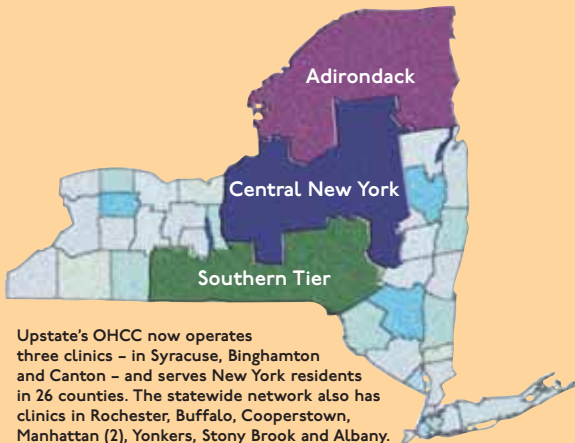 Adirondack
Central New York
Southern Tier
Upstate's OHCC now operates
three clinics – in Syracuse, Binghamton
and Canton – and serves New York residents
in 26 counties. The statewide network also has
clinics in Rochester, Buffalo, Cooperstown,
Manhattan (2), Yonkers, Stony Brook and Albany.